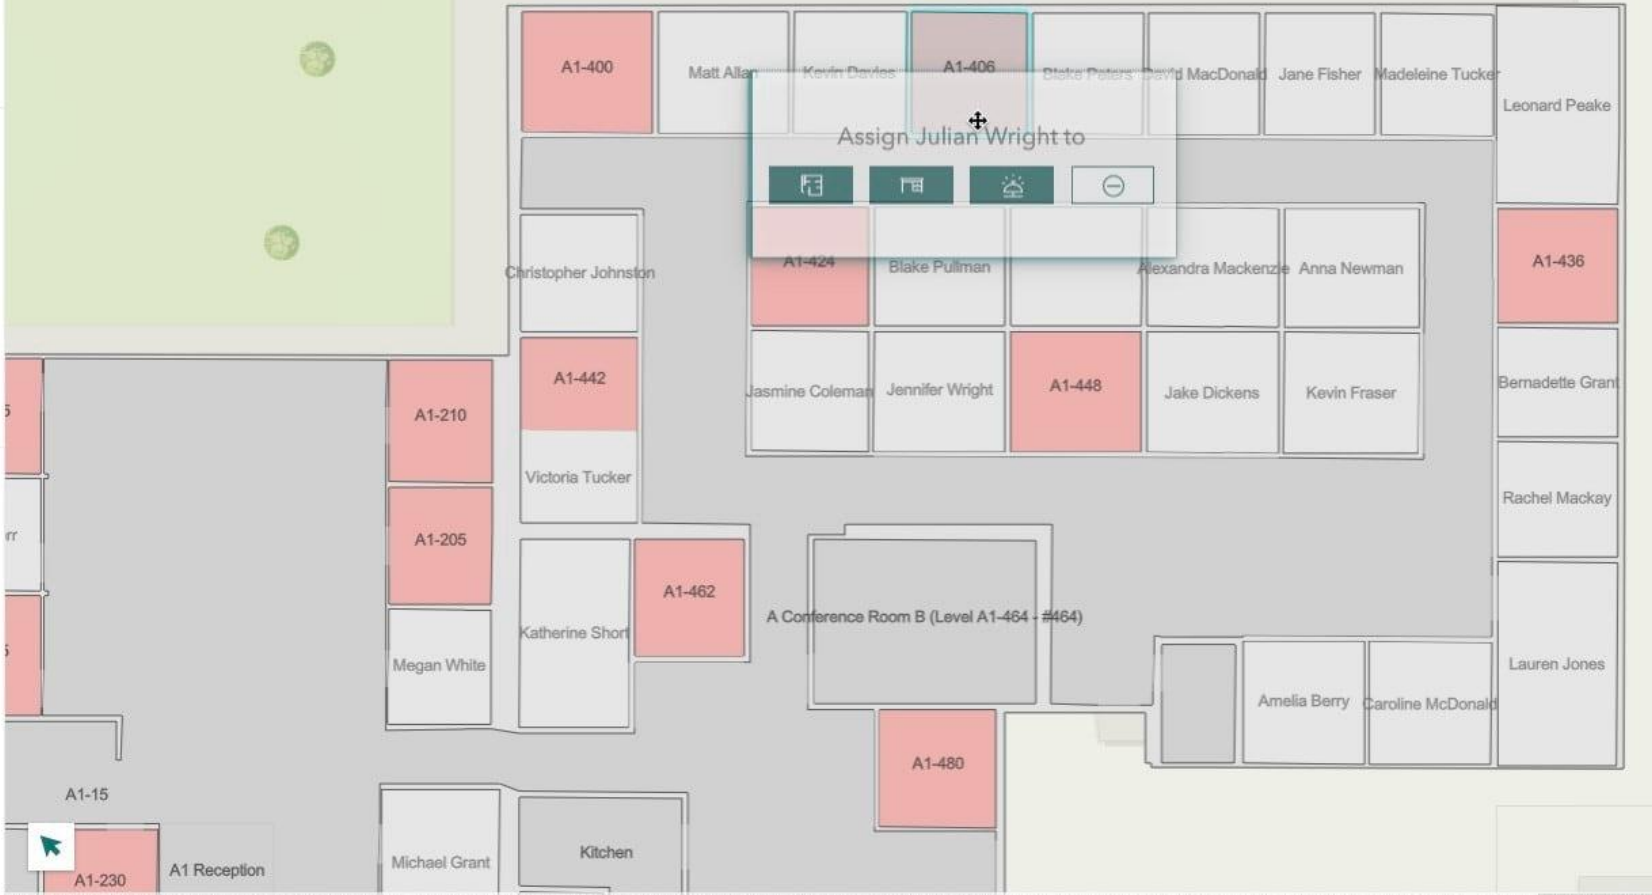 A1-400
Matt Allan
Kevin Davies
A1-406
Blake Peters
David MacDonald
Jane Fisher
Madeleine Tucker
Leonard Peake
Assign Julian Wright to
Christopher Johnston
A1-424
Blake Pullman
Alexandra Mackenzie
Anna Newman
A1-436
A1-442
Jasmine Coleman
Jennifer Wright
A1-448
Jake Dickens
Kevin Fraser
Bernadette Grant
5
A1-210
Victoria Tucker
Rachel Mackay
rr
A1-205
A1-462
A Conference Room B (Level A1-464 - #464)
Katherine Short
5
Megan White
Lauren Jones
Amelia Berry
Caroline McDonald
A1-480
A1-15
Kitchen
Michael Grant
A1 Reception
A1-230